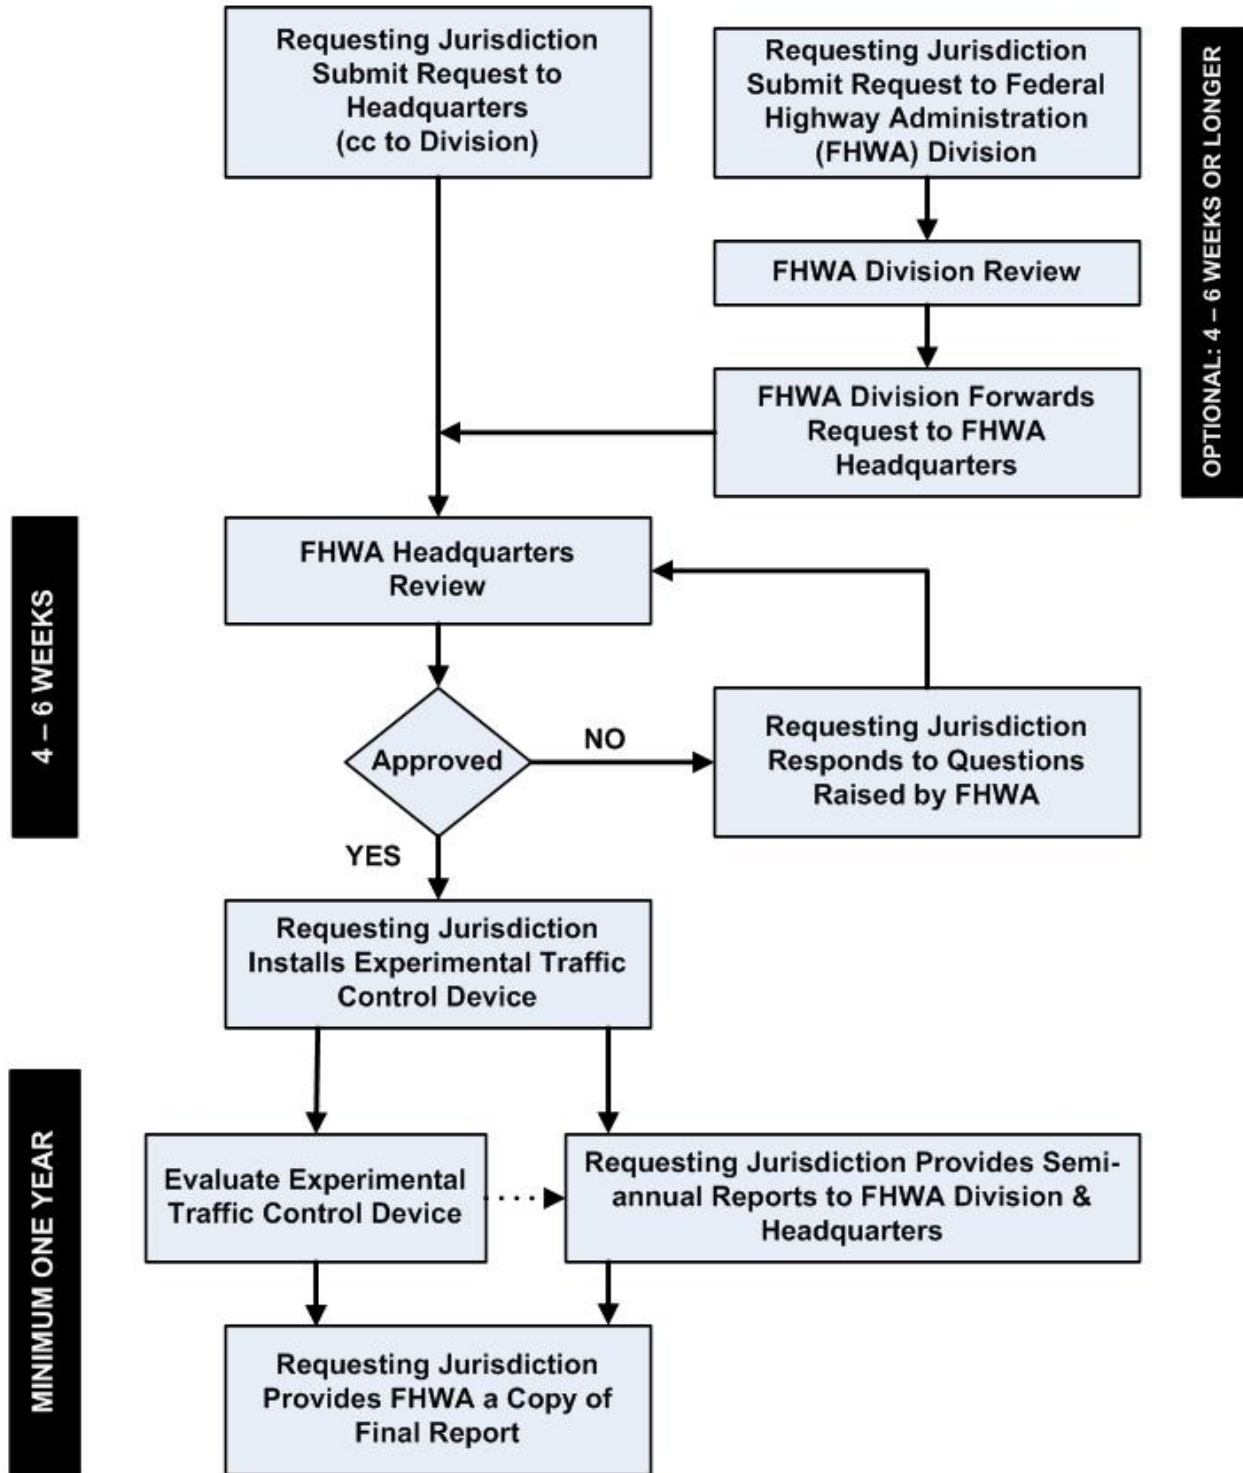 Requesting Jurisdiction
Submit Request to
Headquarters
(cc to Division)
Requesting Jurisdiction
Submit Request to Federal
Highway Administration
(FHWA) Division
OPTIONAL: 4 – 6 WEEKS OR LONGER
FHWA Division Review
FHWA Division Forwards
Request to FHWA
Headquarters
FHWA Headquarters
Review
4 – 6 WEEKS
Approved
NO
Requesting Jurisdiction
Responds to Questions
Raised by FHWA
YES
Requesting Jurisdiction
Installs Experimental Traffic
Control Device
MINIMUM ONE YEAR
Evaluate Experimental
Traffic Control Device
Requesting Jurisdiction Provides Semi-
annual Reports to FHWA Division &
Headquarters
Requesting Jurisdiction
Provides FHWA a Copy of
Final Report